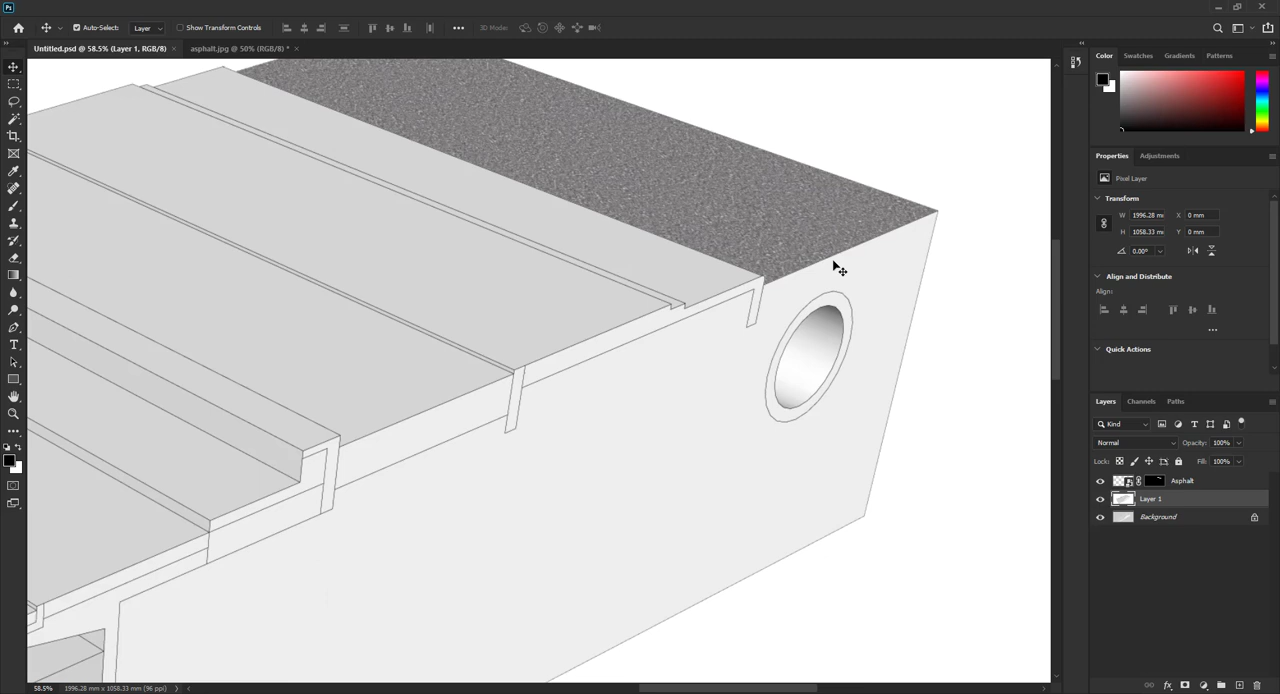 Ps
Auto-Select: Layer Show Transform Controls 3D Mode:
Untitled.psd @ 58.5% (Layer 1, RGB/8) × asphalt.jpg @ 50% (RGB/8) * ×
Color Swatches Gradients Patterns
Properties Adjustments
Pixel Layer
Transform
W 1996.28 m X 0 mm
H 1058.33 m Y 0 mm
0.00°
Align and Distribute
Align:
Quick Actions
Layers Channels Paths
Kind
Normal Opacity: 100%
Lock: Fill: 100%
Asphalt
Layer 1
Background
58.5% 1996.28 mm x 1058.33 mm (96 ppi)
fx